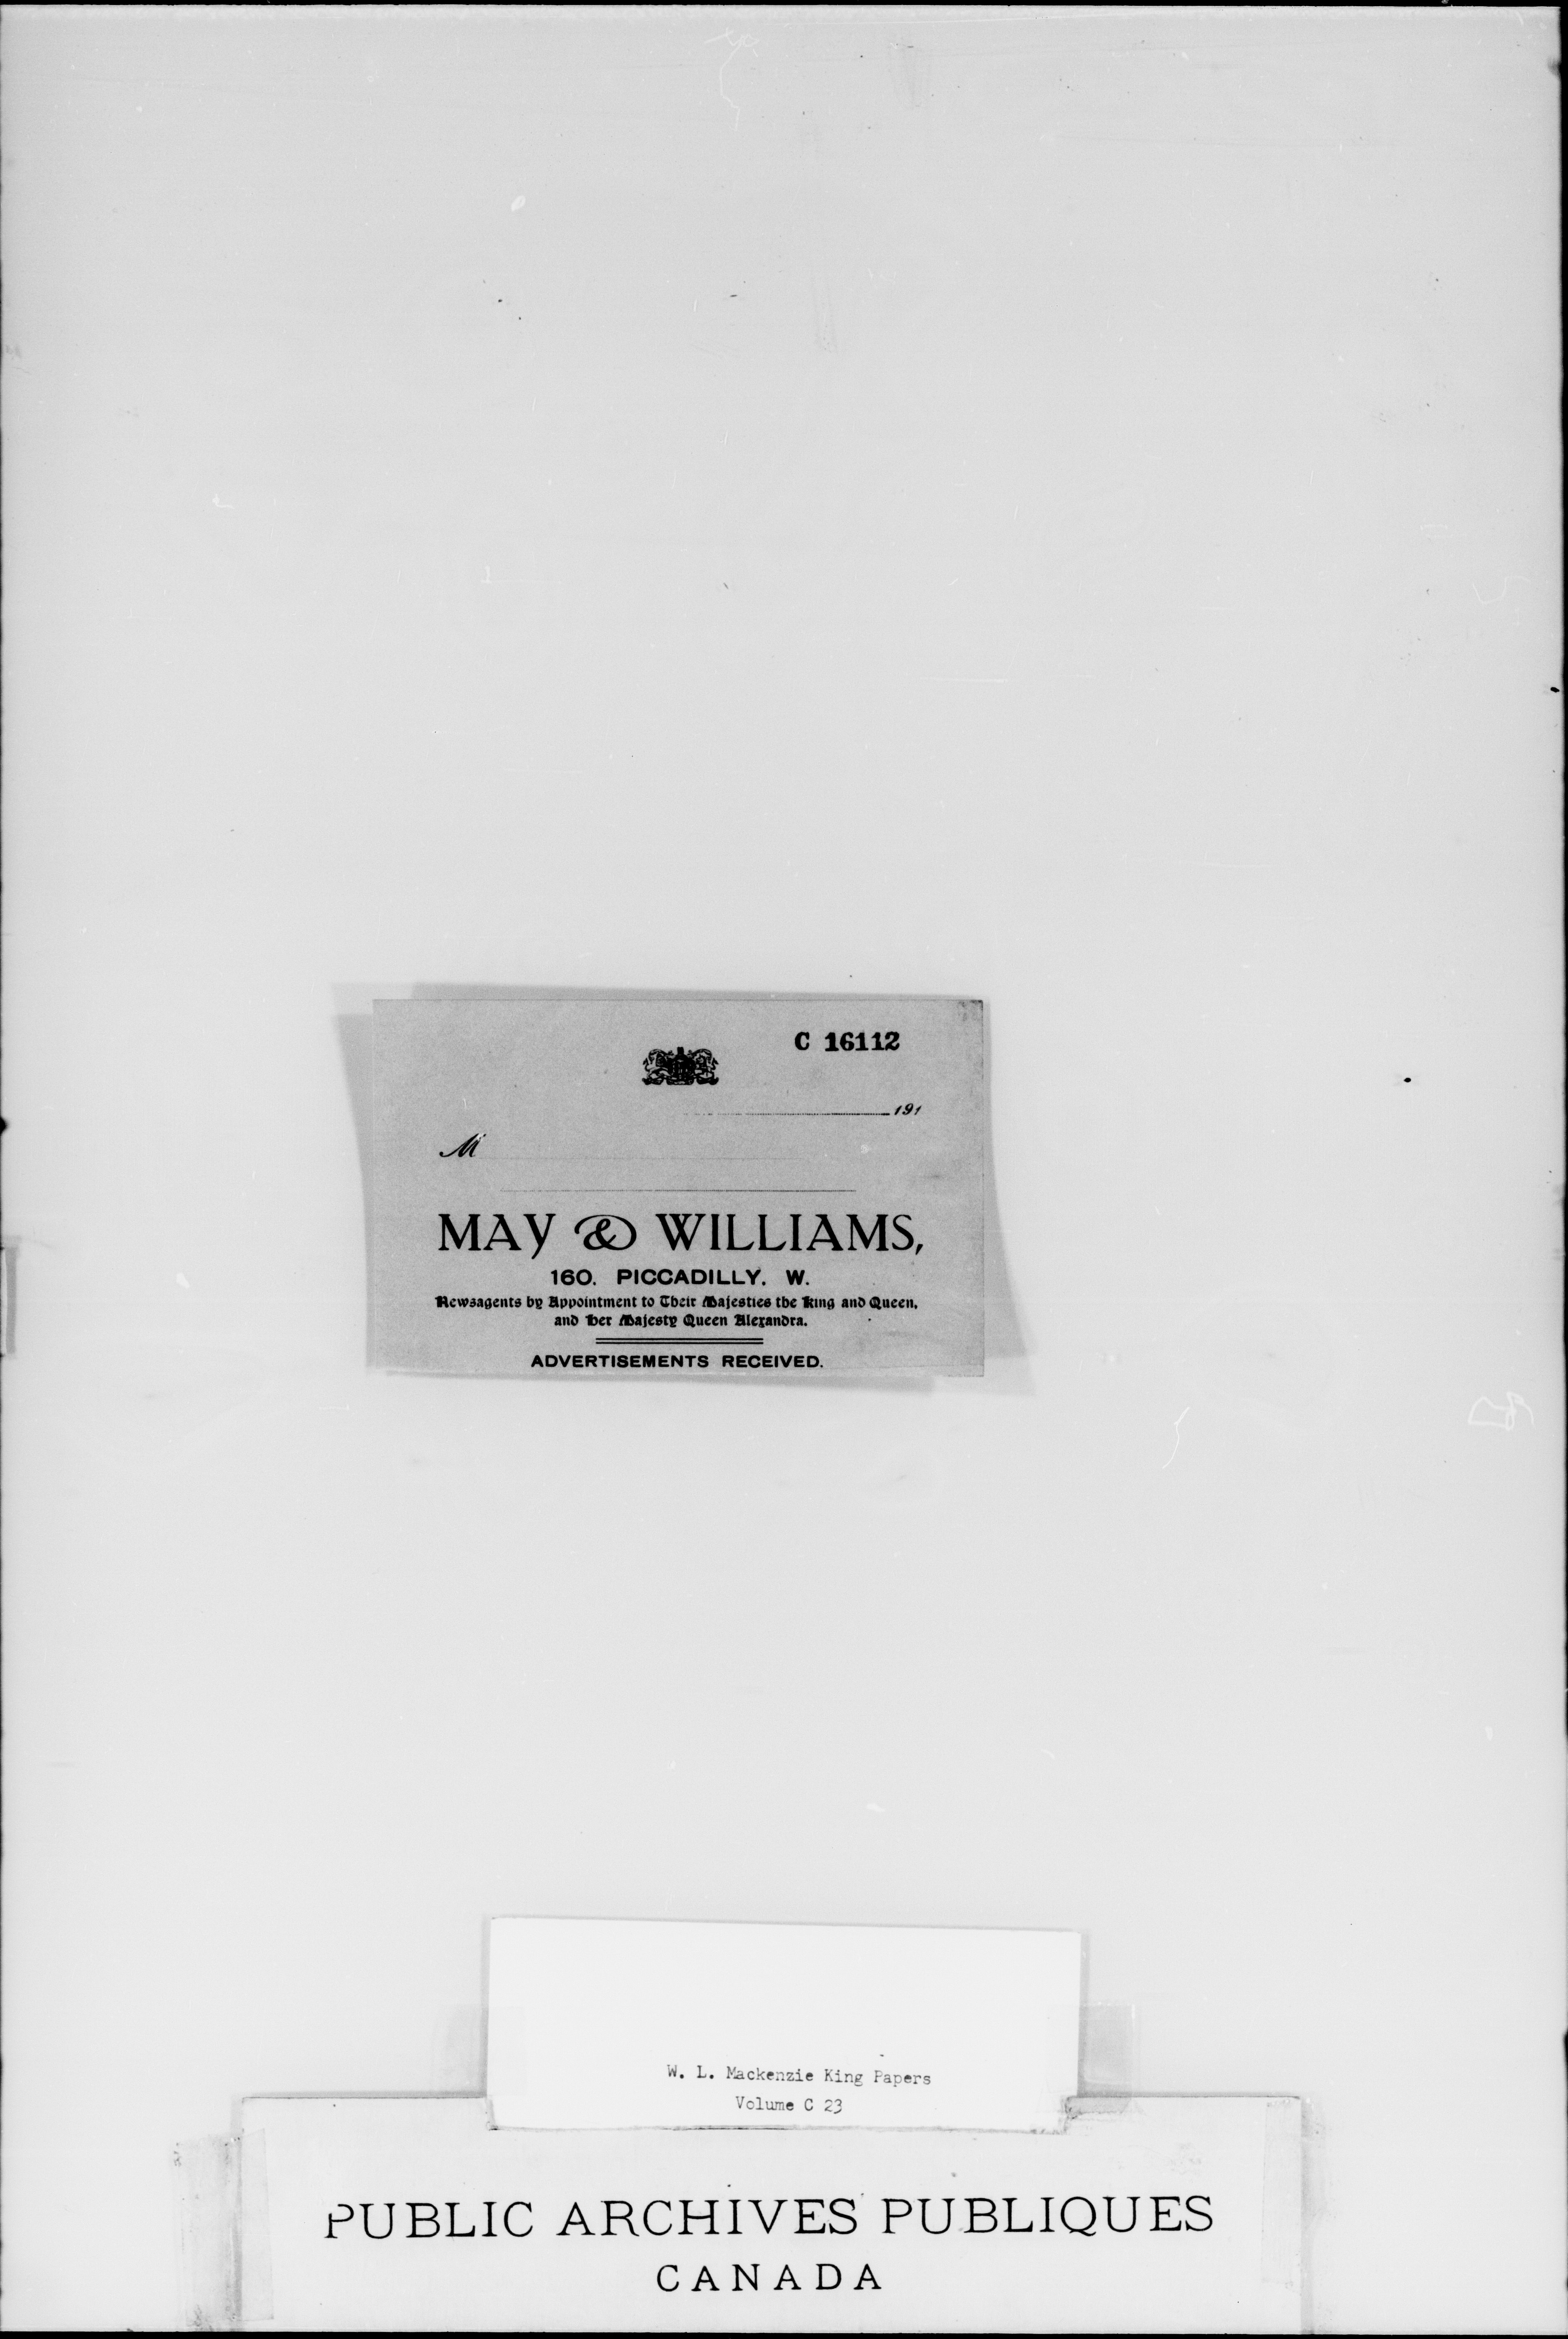 C 16112
191
M
MAY & WILLIAMS,
160, PICCADILLY, W.
Newsagents by Appointment to Their Majesties the King and Queen,
and Her Majesty Queen Alexandra.
ADVERTISEMENTS RECEIVED.
W. L. Mackenzie King Papers
Volume C 23
PUBLIC ARCHIVES PUBLIQUES
CANADA